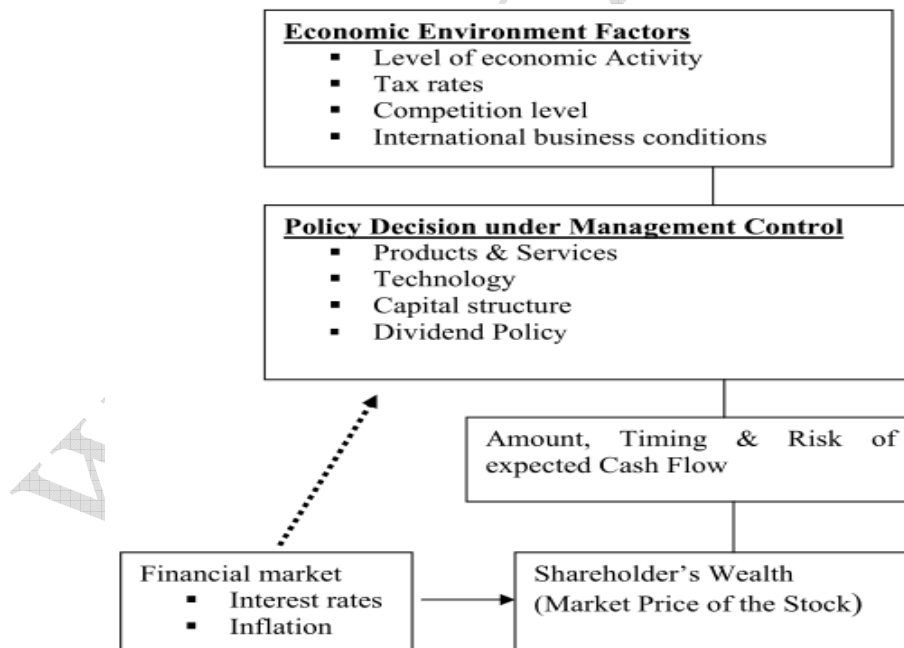 Economic Environment Factors
▪ Level of economic Activity
▪ Tax rates
▪ Competition level
▪ International business conditions
Policy Decision under Management Control
▪ Products & Services
▪ Technology
▪ Capital structure
▪ Dividend Policy
Amount, Timing & Risk of
expected Cash Flow
Financial market
▪ Interest rates
▪ Inflation
Shareholder's Wealth
(Market Price of the Stock)